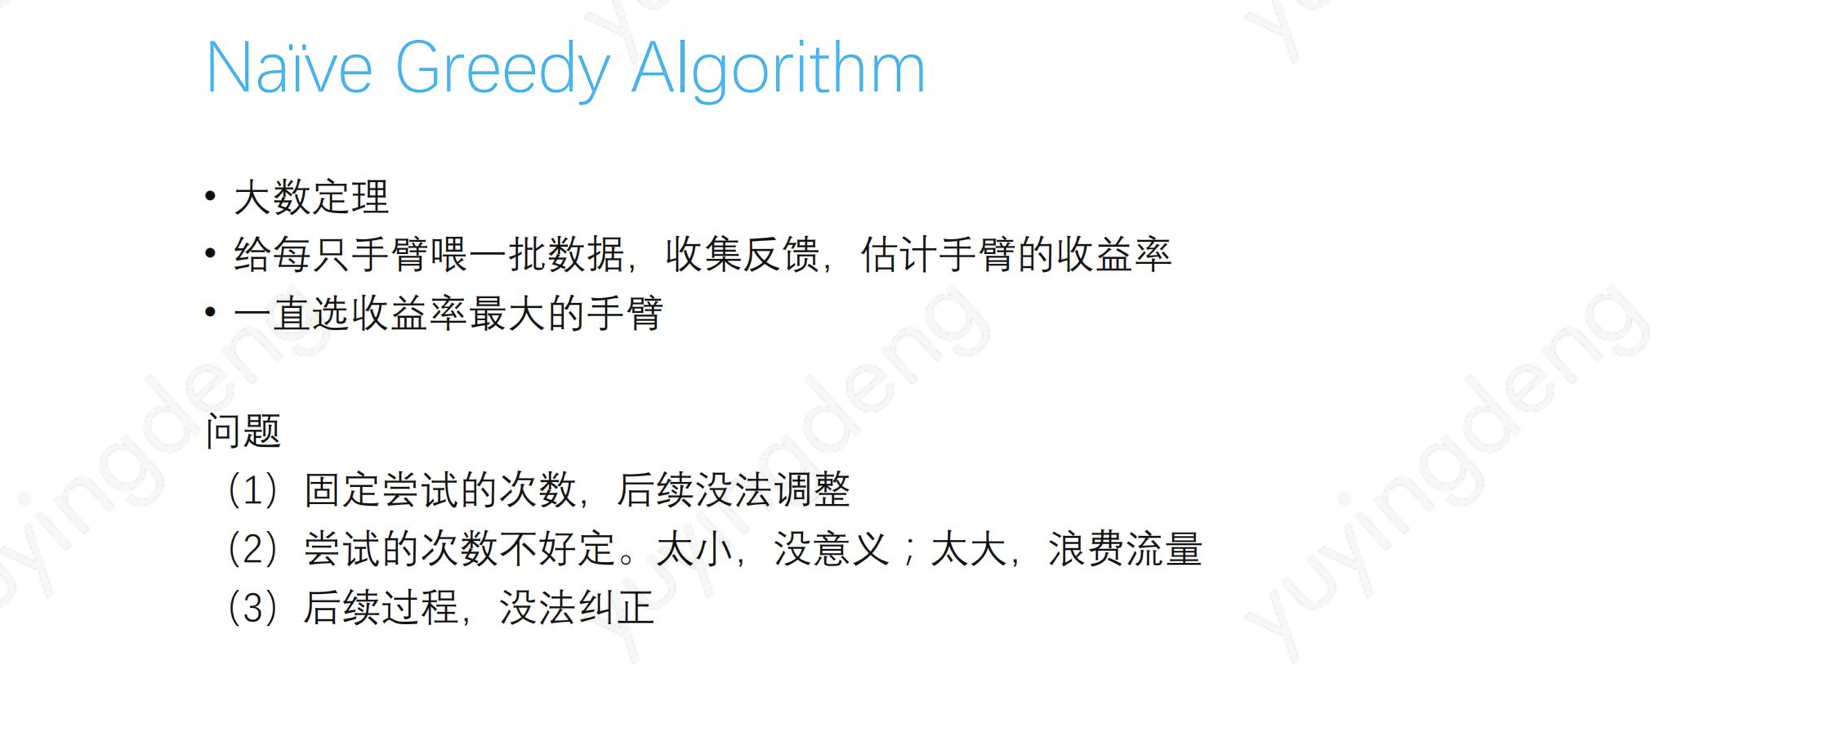 Naïve Greedy Algorithm
• 大数定理
• 给每只手臂喂一批数据，收集反馈，估计手臂的收益率
• 一直选收益率最大的手臂
问题
（1）固定尝试的次数，后续没法调整
（2）尝试的次数不好定。太小，没意义；太大，浪费流量
（3）后续过程，没法纠正
yuyingdeng
yuyingdeng
yuyingdeng